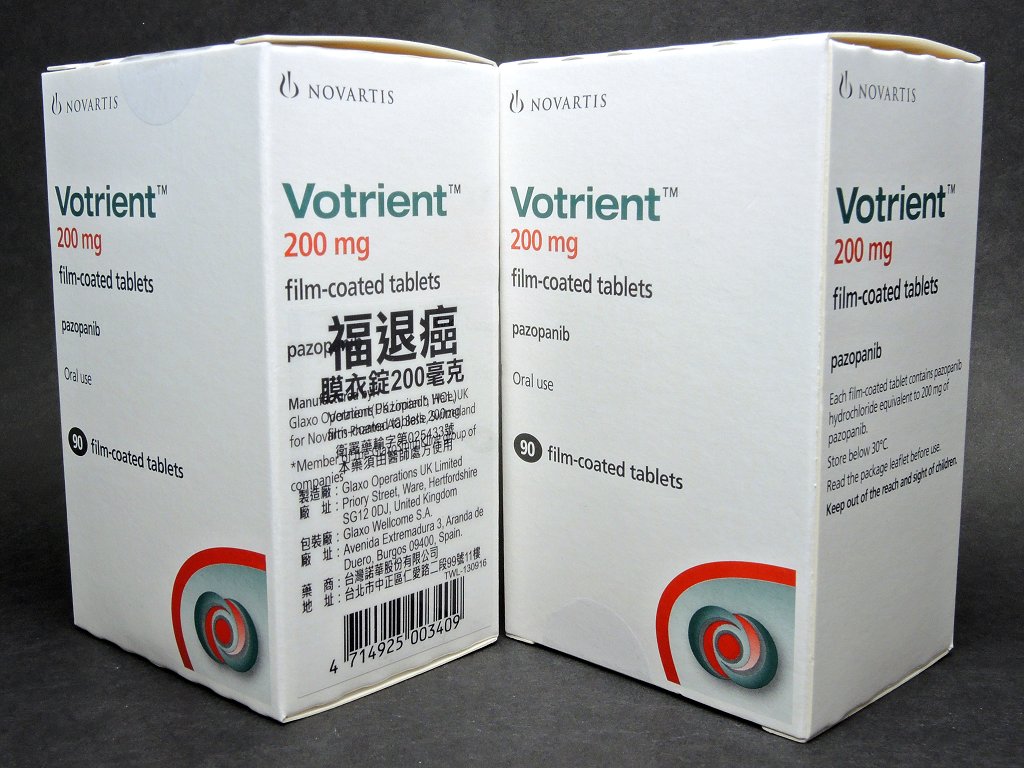 NOVARTIS
Votrient™
200 mg
film-coated tablets
pazopanib
Oral use
90 film-coated tablets
NOVARTIS
Votrient™
200 mg
film-coated tablets
福退癌
膜衣錠200毫克
衛署藥輸字第025433號
本藥須由醫師處方使用
companies
製造廠：Glaxo Operations UK Limited
廠 址：Priory Street, Ware, Hertfordshire
SG12 0DJ, United Kingdom
包裝廠：Glaxo Wellcome S.A.
廠 址：Avenida Extremadura 3, Aranda de
Duero, Burgos 09400, Spain.
藥 商：台灣諾華股份有限公司
地 址：台北市中正區仁愛路二段99號11樓
TWL-130916
4 714925 003409
NOVARTIS
Votrient™
200 mg
film-coated tablets
pazopanib
Oral use
90 film-coated tablets
NOVARTIS
Votrient™
200 mg
film-coated tablets
pazopanib
Each film-coated tablet contains pazopanib
hydrochloride equivalent to 200 mg of
pazopanib.
Store below 30°C.
Read the package leaflet before use.
Keep out of the reach and sight of children.